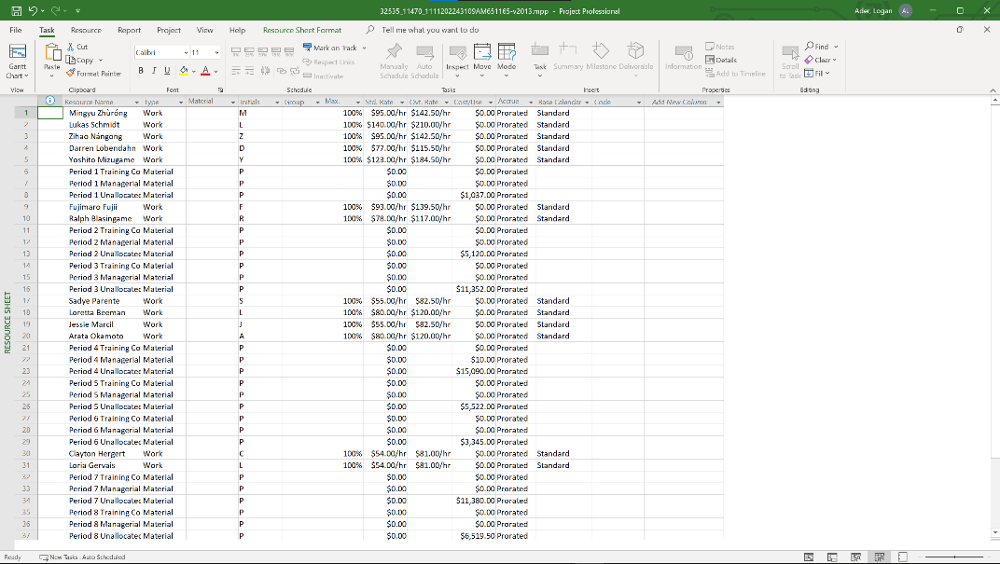 32535_11470_1111202243109AM651165-v2013.mpp - Project Professional
Ader, Logan AL
File Task Resource Report Project View Help Resource Sheet Format Tell me what you want to do
Gantt Chart
View
Paste
Cut
Copy
Format Painter
Clipboard
Calibri 11
B I U
Font
Mark on Track
Respect Links
Inactivate
Schedule
Manually Schedule
Auto Schedule
Inspect
Move
Mode
Tasks
Task
Summary
Milestone
Deliverable
Insert
Information
Notes
Details
Add to Timeline
Properties
Scroll to Task
Find
Clear
Fill
Editing
Resource Name Type Material Initials Group Max. Std. Rate Ovt. Rate Cost/Use Accrue Base Calendar Code Add New Column
1 Mingyu Zhūróng Work M 100% $95.00/hr $142.50/hr $0.00 Prorated Standard
2 Lukas Schmidt Work L 100% $140.00/hr $210.00/hr $0.00 Prorated Standard
3 Zihao Nángong Work Z 100% $95.00/hr $142.50/hr $0.00 Prorated Standard
4 Darren Lobendahn Work D 100% $77.00/hr $115.50/hr $0.00 Prorated Standard
5 Yoshito Mizugame Work Y 100% $123.00/hr $184.50/hr $0.00 Prorated Standard
6 Period 1 Training Co Material P $0.00 $0.00 Prorated
7 Period 1 Managerial Material P $0.00 $0.00 Prorated
8 Period 1 Unallocatec Material P $0.00 $1,037.00 Prorated
9 Fujimaro Fujii Work F 100% $93.00/hr $139.50/hr $0.00 Prorated Standard
10 Ralph Blasingame Work R 100% $78.00/hr $117.00/hr $0.00 Prorated Standard
11 Period 2 Training Co Material P $0.00 $0.00 Prorated
12 Period 2 Managerial Material P $0.00 $0.00 Prorated
13 Period 2 Unallocatec Material P $0.00 $5,120.00 Prorated
14 Period 3 Training Co Material P $0.00 $0.00 Prorated
15 Period 3 Managerial Material P $0.00 $0.00 Prorated
16 Period 3 Unallocatec Material P $0.00 $11,352.00 Prorated
17 Sadye Parente Work S 100% $55.00/hr $82.50/hr $0.00 Prorated Standard
18 Loretta Beeman Work L 100% $80.00/hr $120.00/hr $0.00 Prorated Standard
19 Jessie Marcil Work J 100% $55.00/hr $82.50/hr $0.00 Prorated Standard
20 Arata Okamoto Work A 100% $80.00/hr $120.00/hr $0.00 Prorated Standard
21 Period 4 Training Co Material P $0.00 $0.00 Prorated
22 Period 4 Managerial Material P $0.00 $10.00 Prorated
23 Period 4 Unallocatec Material P $0.00 $15,090.00 Prorated
24 Period 5 Training Co Material P $0.00 $0.00 Prorated
25 Period 5 Managerial Material P $0.00 $0.00 Prorated
26 Period 5 Unallocatec Material P $0.00 $5,522.00 Prorated
27 Period 6 Training Co Material P $0.00 $0.00 Prorated
28 Period 6 Managerial Material P $0.00 $0.00 Prorated
29 Period 6 Unallocatec Material P $0.00 $3,345.00 Prorated
30 Clayton Hergert Work C 100% $54.00/hr $81.00/hr $0.00 Prorated Standard
31 Loria Gervais Work L 100% $54.00/hr $81.00/hr $0.00 Prorated Standard
32 Period 7 Training Co Material P $0.00 $0.00 Prorated
33 Period 7 Managerial Material P $0.00 $0.00 Prorated
34 Period 7 Unallocatec Material P $0.00 $11,380.00 Prorated
35 Period 8 Training Co Material P $0.00 $0.00 Prorated
36 Period 8 Managerial Material P $0.00 $0.00 Prorated
37 Period 8 Unallocatec Material P $0.00 $6,519.50 Prorated
RESOURCE SHEET
Ready New Tasks : Auto Scheduled